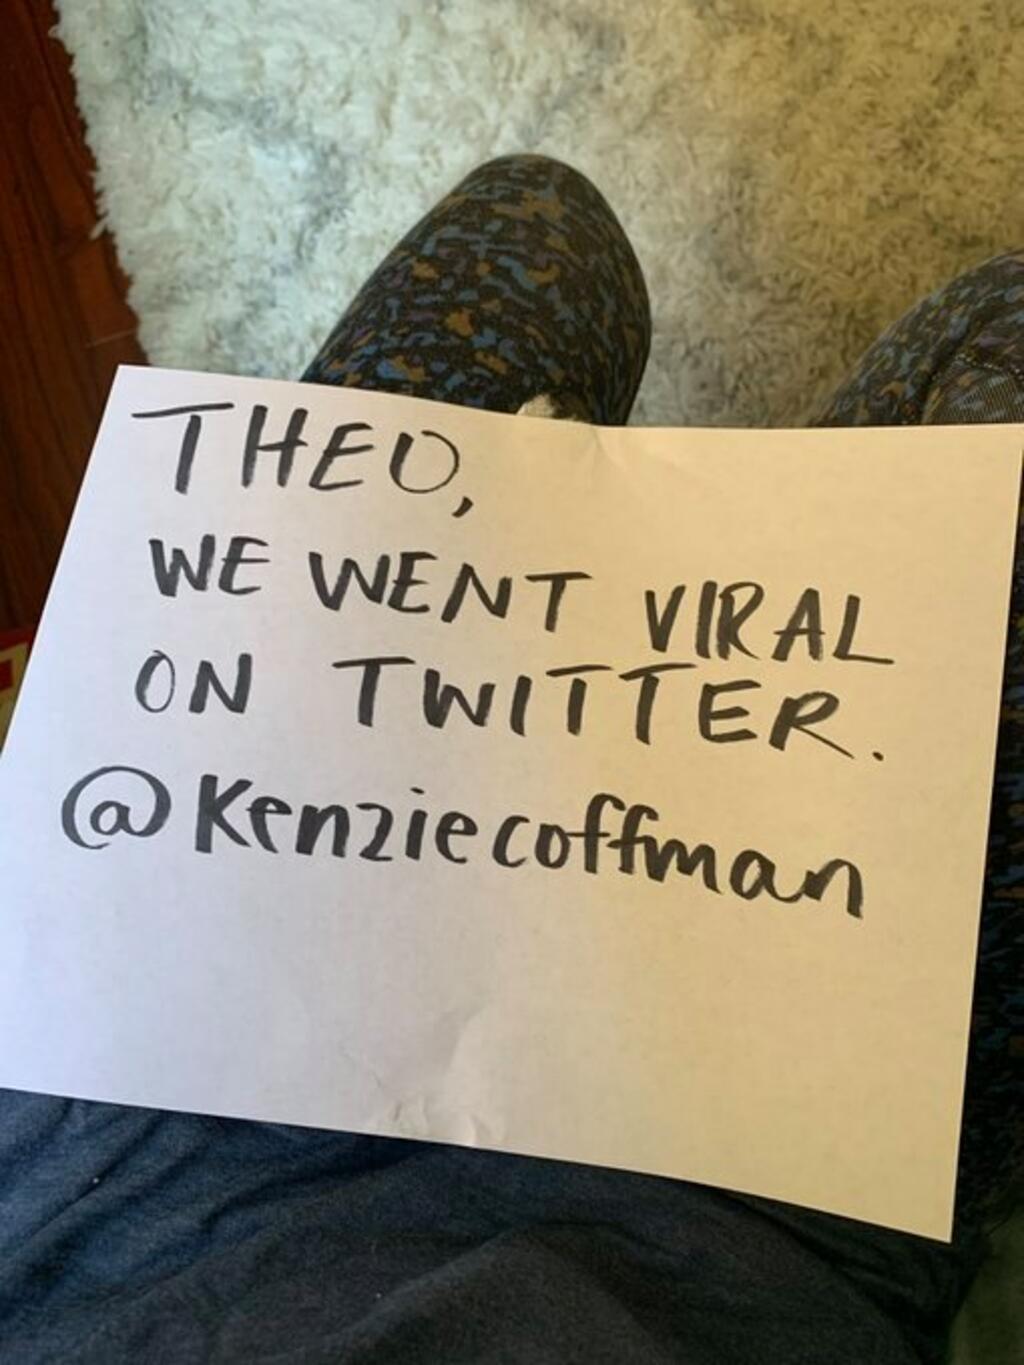 THEO,
WE WENT VIRAL
ON TWITTER.
@Kenziecoffman